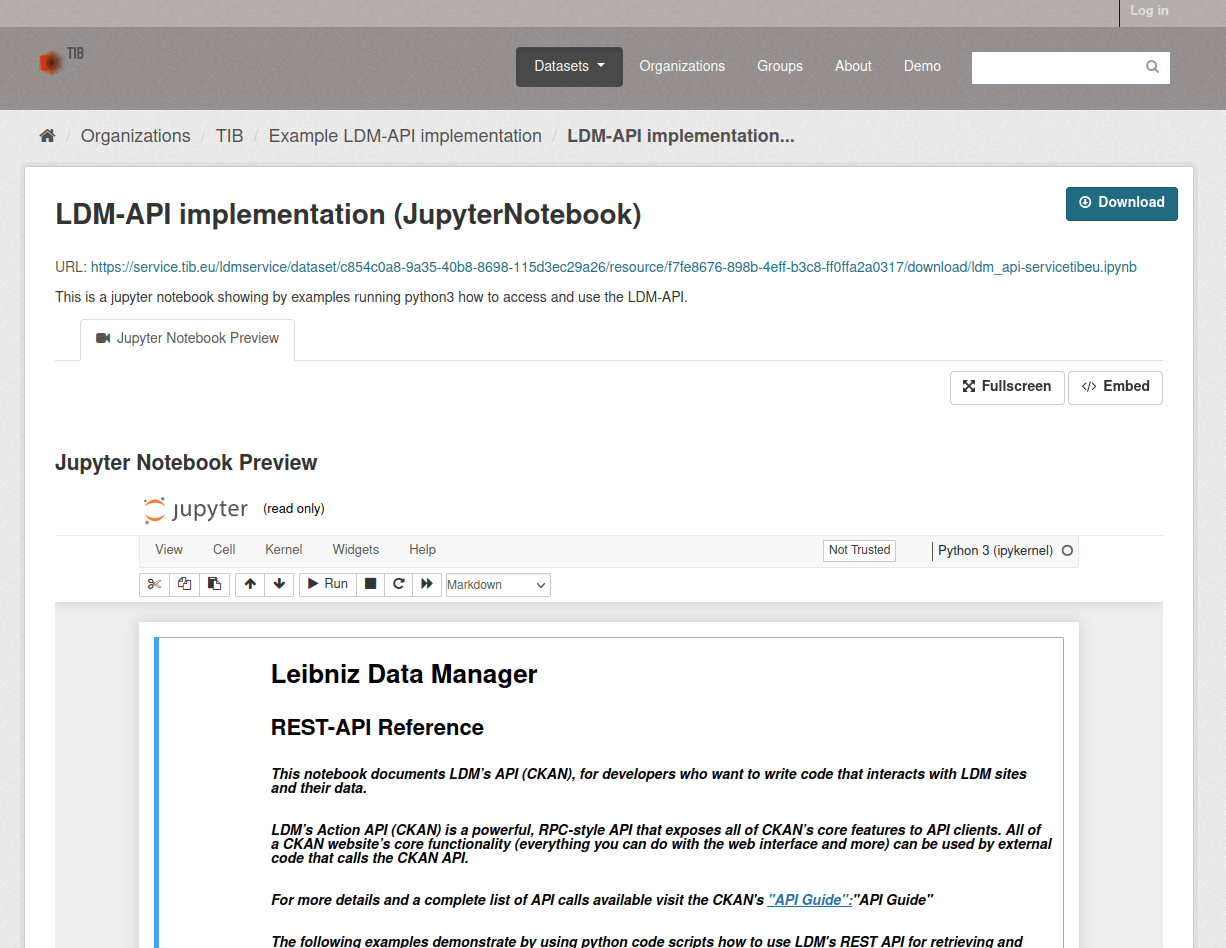 Log in
TIB
Datasets
Organizations
Groups
About
Demo
/ Organizations / TIB / Example LDM-API implementation / LDM-API implementation...
LDM-API implementation (JupyterNotebook)
Download
URL: https://service.tib.eu/ldmservice/dataset/c854c0a8-9a35-40b8-8698-115d3ec29a26/resource/f7fe8676-898b-4eff-b3c8-ff0ffa2a0317/download/ldm_api-servicetibeu.ipynb
This is a jupyter notebook showing by examples running python3 how to access and use the LDM-API.
Jupyter Notebook Preview
Fullscreen
Embed
Jupyter Notebook Preview
jupyter (read only)
View Cell Kernel Widgets Help
Not Trusted
Python 3 (ipykernel)
Run
Markdown
Leibniz Data Manager
REST-API Reference
This notebook documents LDM’s API (CKAN), for developers who want to write code that interacts with LDM sites
and their data.
LDM’s Action API (CKAN) is a powerful, RPC-style API that exposes all of CKAN’s core features to API clients. All of
a CKAN website’s core functionality (everything you can do with the web interface and more) can be used by external
code that calls the CKAN API.
For more details and a complete list of API calls available visit the CKAN's "API Guide":"API Guide"
The following examples demonstrate by using python code scripts how to use LDM's REST API for retrieving and